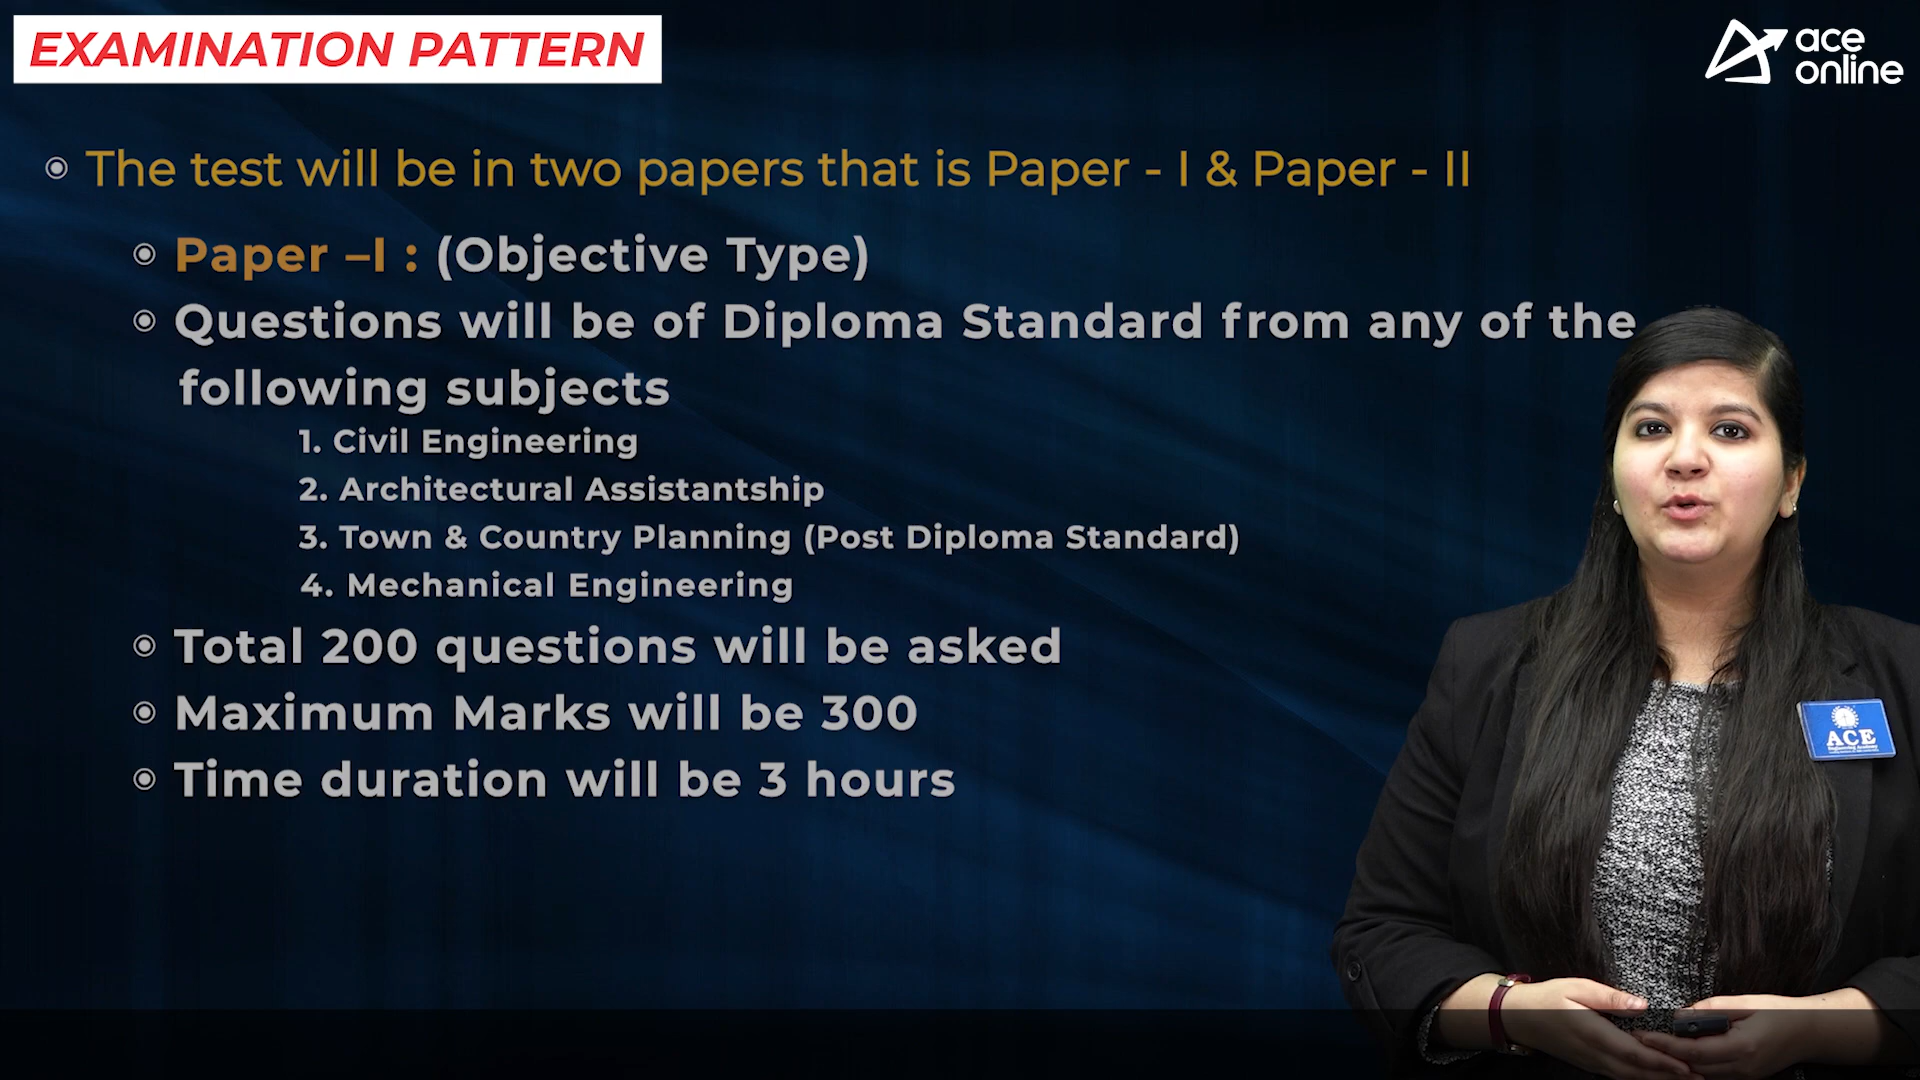 EXAMINATION PATTERN
ace
online
The test will be in two papers that is Paper - I & Paper - II
Paper –I : (Objective Type)
Questions will be of Diploma Standard from any of the
following subjects
1. Civil Engineering
2. Architectural Assistantship
3. Town & Country Planning (Post Diploma Standard)
4. Mechanical Engineering
Total 200 questions will be asked
Maximum Marks will be 300
Time duration will be 3 hours
ACE
Engineering Academy